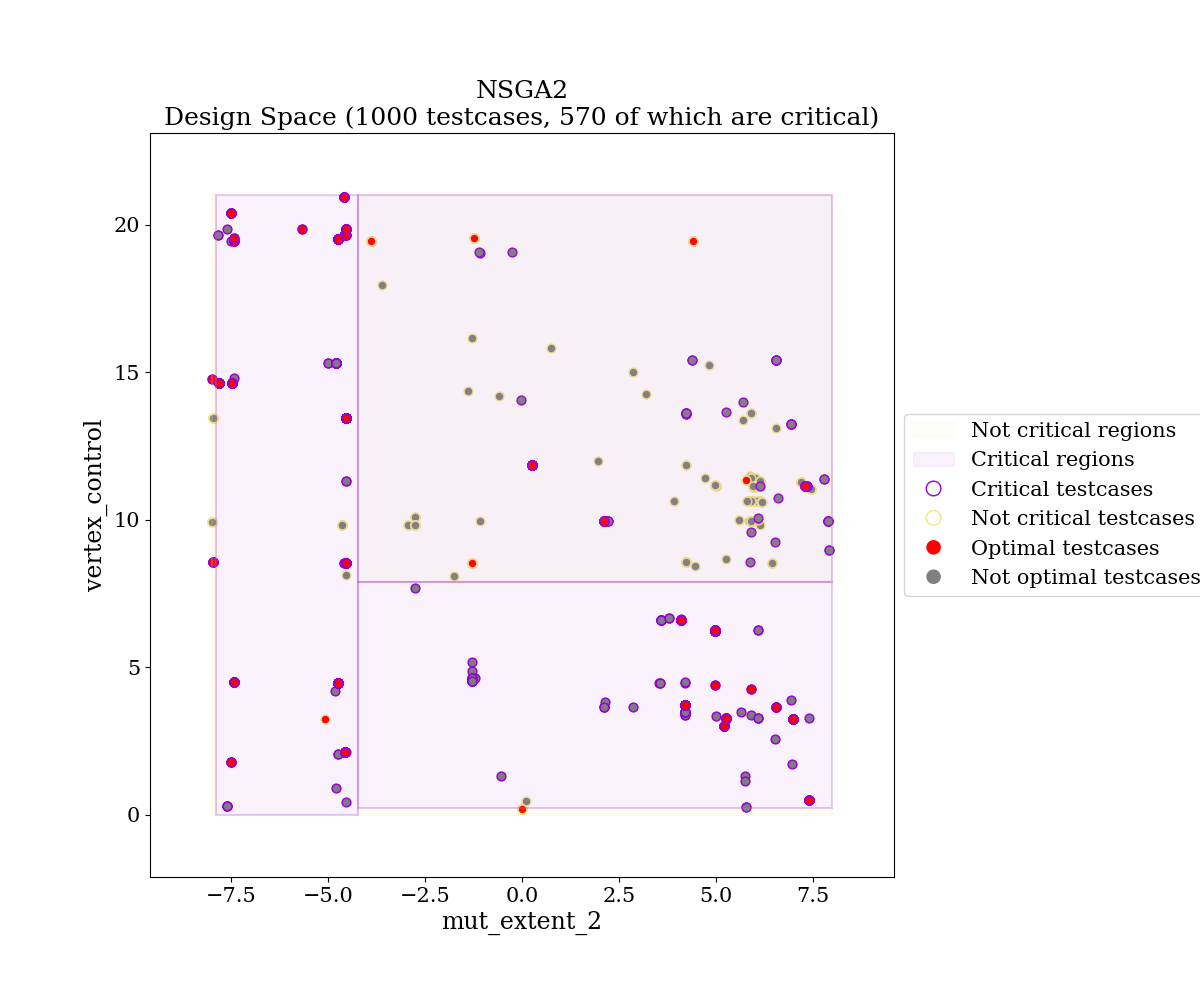 NSGA2
Design Space (1000 testcases, 570 of which are critical)
20
15
10
5
0
vertex_control
−7.5
−5.0
−2.5
0.0
2.5
5.0
7.5
mut_extent_2
Not critical regions
Critical regions
Critical testcases
Not critical testcases
Optimal testcases
Not optimal testcases